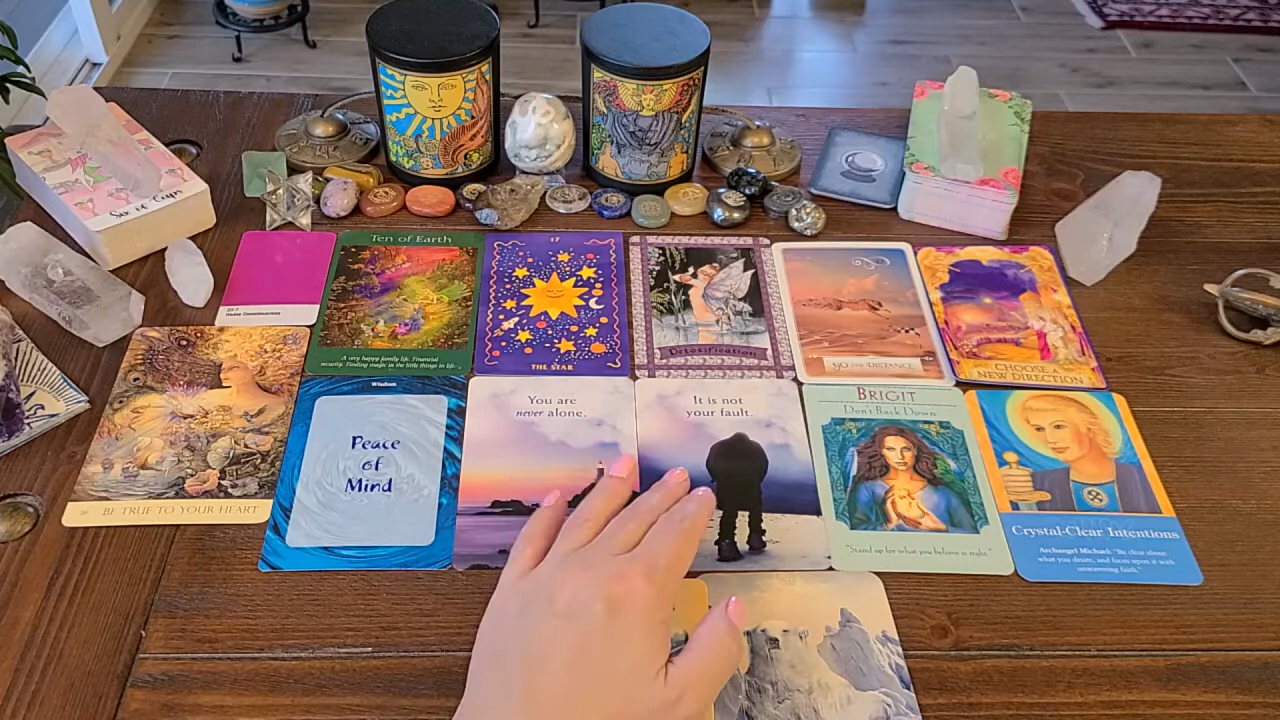 Six of Cups
23-7
Divine Consciousness
Ten of Earth
A very happy family life. Financial
security. Finding magic in the little things in life.
17
THE STAR
Detoxification
GO THE DISTANCE
CHOOSE A
NEW DIRECTION
BE TRUE TO YOUR HEART
Wisdom
Peace
of
Mind
You are
never alone.
It is not
your fault.
BRIGIT
Don't Back Down
"Stand up for what you believe is right."
Crystal-Clear Intentions
Archangel Michael: "Be clear about
what you desire, and focus upon it with
unwavering faith."